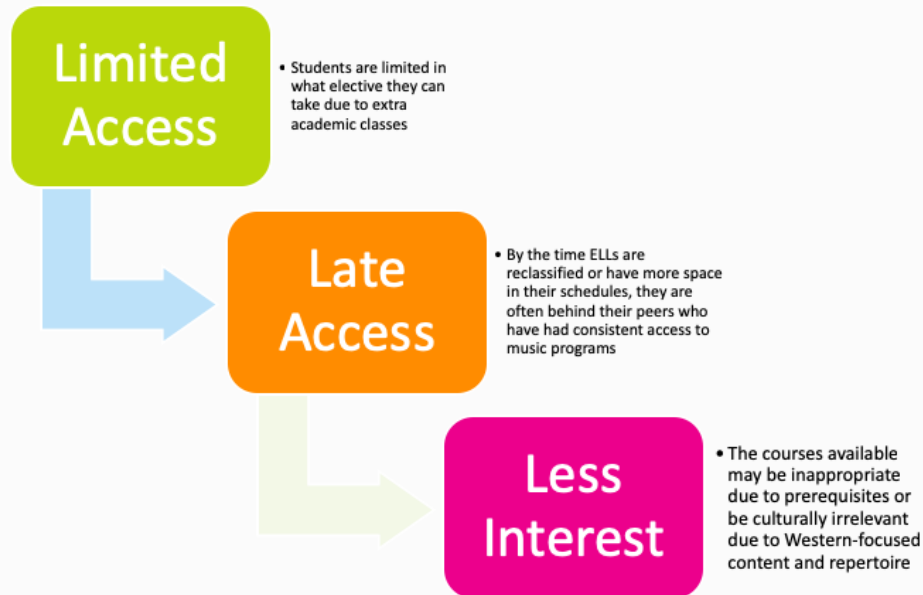 Limited
Access
• Students are limited in
what elective they can
take due to extra
academic classes
Late
Access
• By the time ELLs are
reclassified or have more space
in their schedules, they are
often behind their peers who
have had consistent access to
music programs
Less
Interest
• The courses available
may be inappropriate
due to prerequisites or
be culturally irrelevant
due to Western-focused
content and repertoire